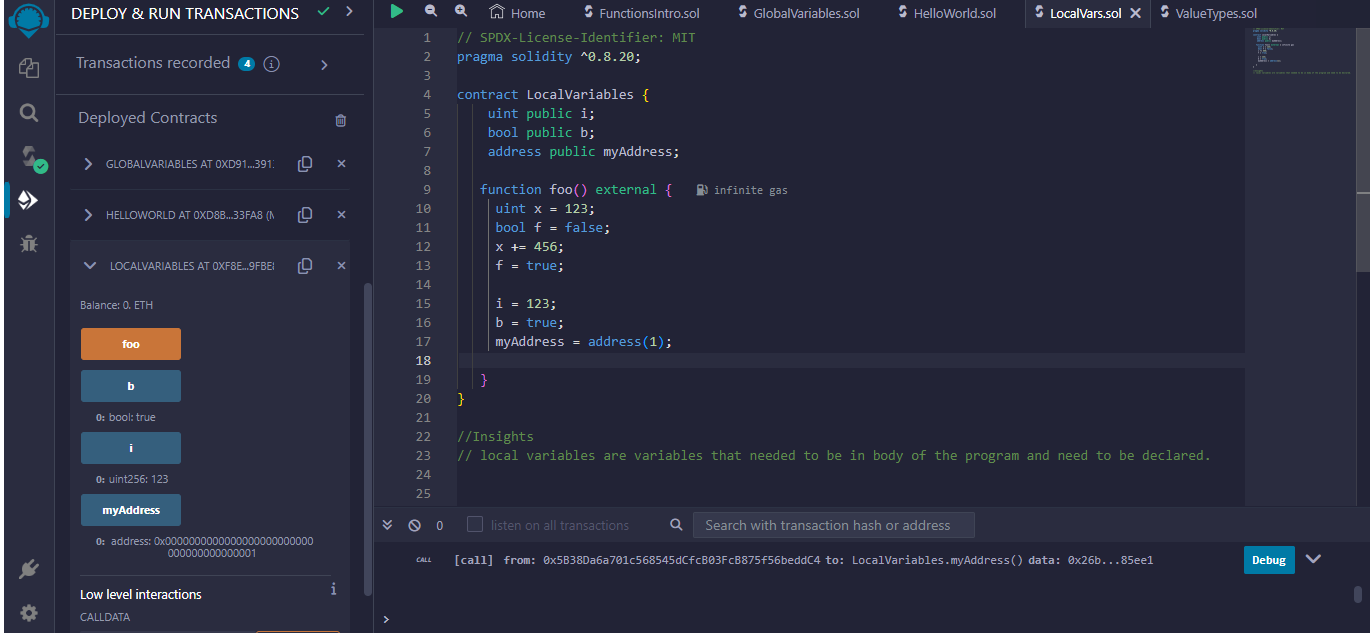 DEPLOY & RUN TRANSACTIONS
Transactions recorded 4 i
Deployed Contracts
GLOBALVARIABLES AT 0XD91...391
HELLOWORLD AT 0XD8B...33FA8 (M
LOCALVARIABLES AT 0XF8E...9FBE8
Balance: 0. ETH
foo
b
0: bool: true
i
0: uint256: 123
myAddress
0: address: 0x00000000000000000000000000
00000000000001
Low level interactions i
CALLDATA
Home FunctionsIntro.sol GlobalVariables.sol HelloWorld.sol LocalVars.sol ValueTypes.sol
1 // SPDX-License-Identifier: MIT
2 pragma solidity ^0.8.20;
3
4 contract LocalVariables {
5 uint public i;
6 bool public b;
7 address public myAddress;
8
9 function foo() external { infinite gas
10 uint x = 123;
11 bool f = false;
12 x += 456;
13 f = true;
14
15 i = 123;
16 b = true;
17 myAddress = address(1);
18
19 }
20 }
21
22 //Insights
23 // local variables are variables that needed to be in body of the program and need to be declared.
24
25
0 listen on all transactions Search with transaction hash or address
CALL [call] from: 0x5B38Da6a701c568545dCfcB03FcB875f56beddC4 to: LocalVariables.myAddress() data: 0x26b...85ee1 Debug
>